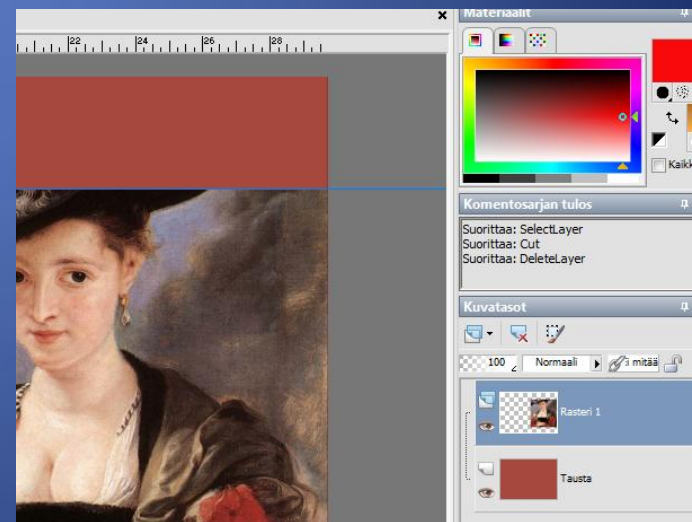 Materiaalit
22 24 26 28
Kaikk
Komentosarjan tulos
Suorittaa: SelectLayer
Suorittaa: Cut
Suorittaa: DeleteLayer
Kuvatasot
100 Normaali mitää
Rasteri 1
Tausta